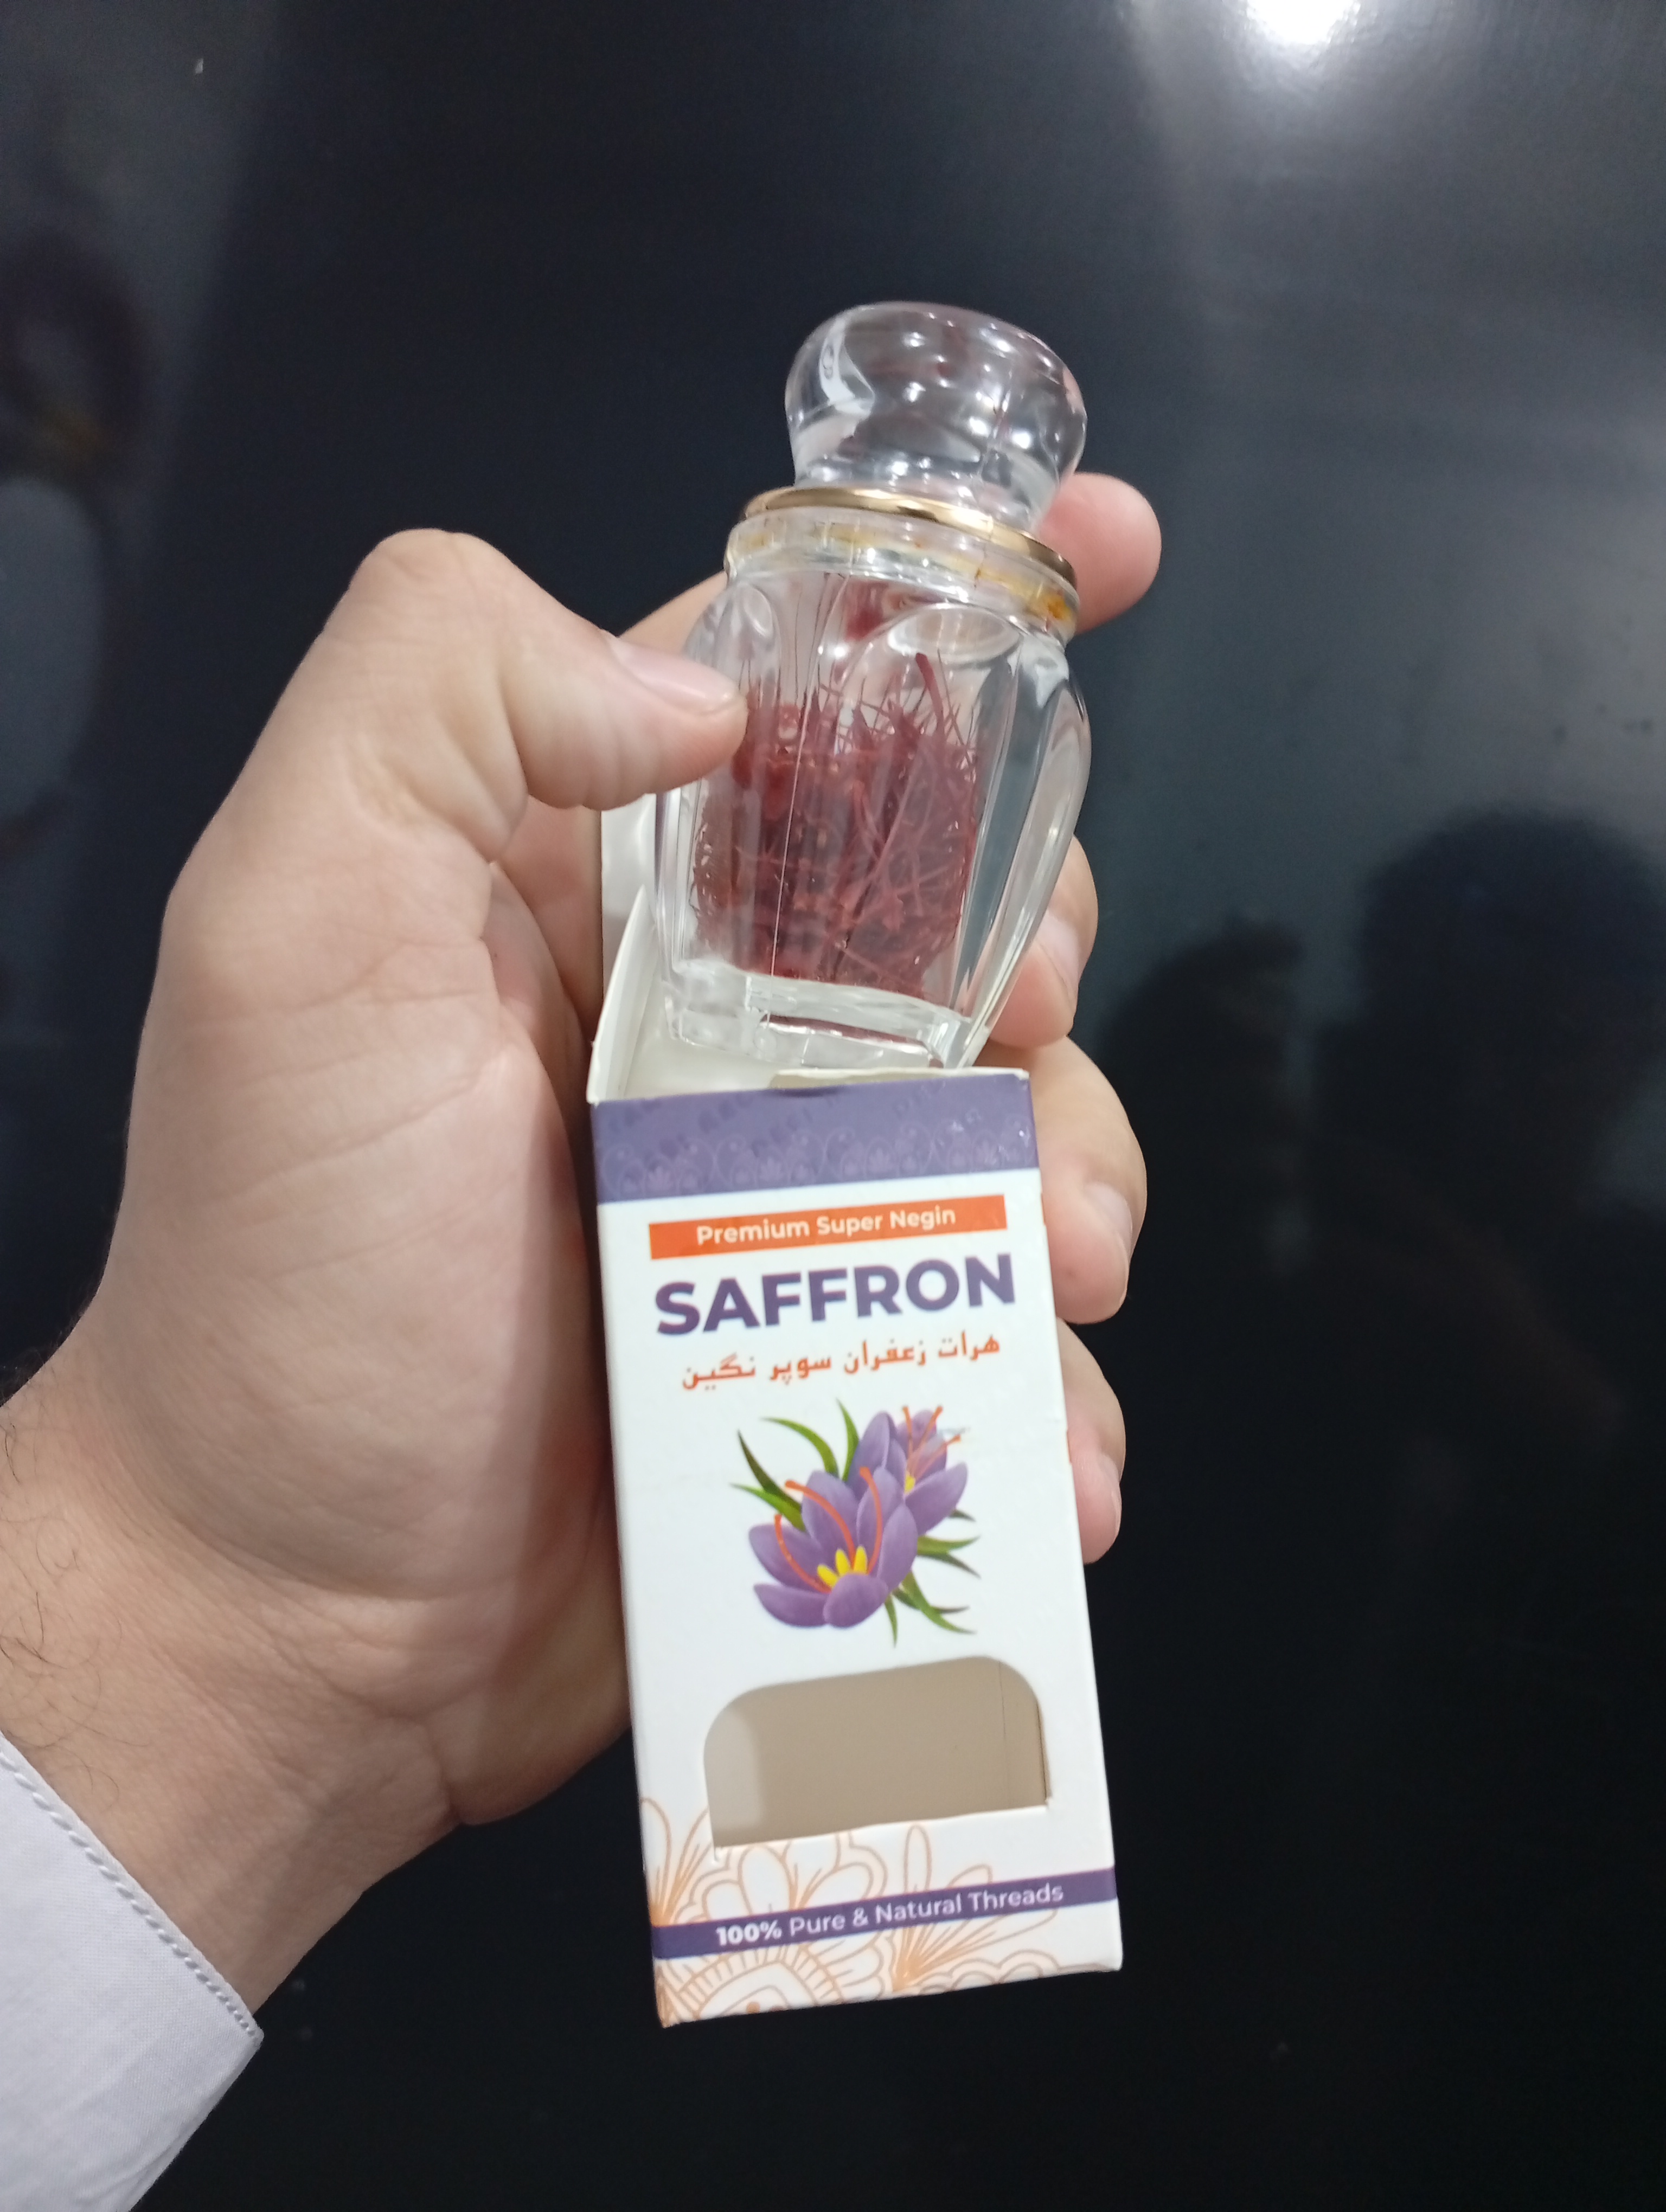 Premium Super Negin
SAFFRON
هرات زعفران سوپر نگین
100% Pure & Natural Threads